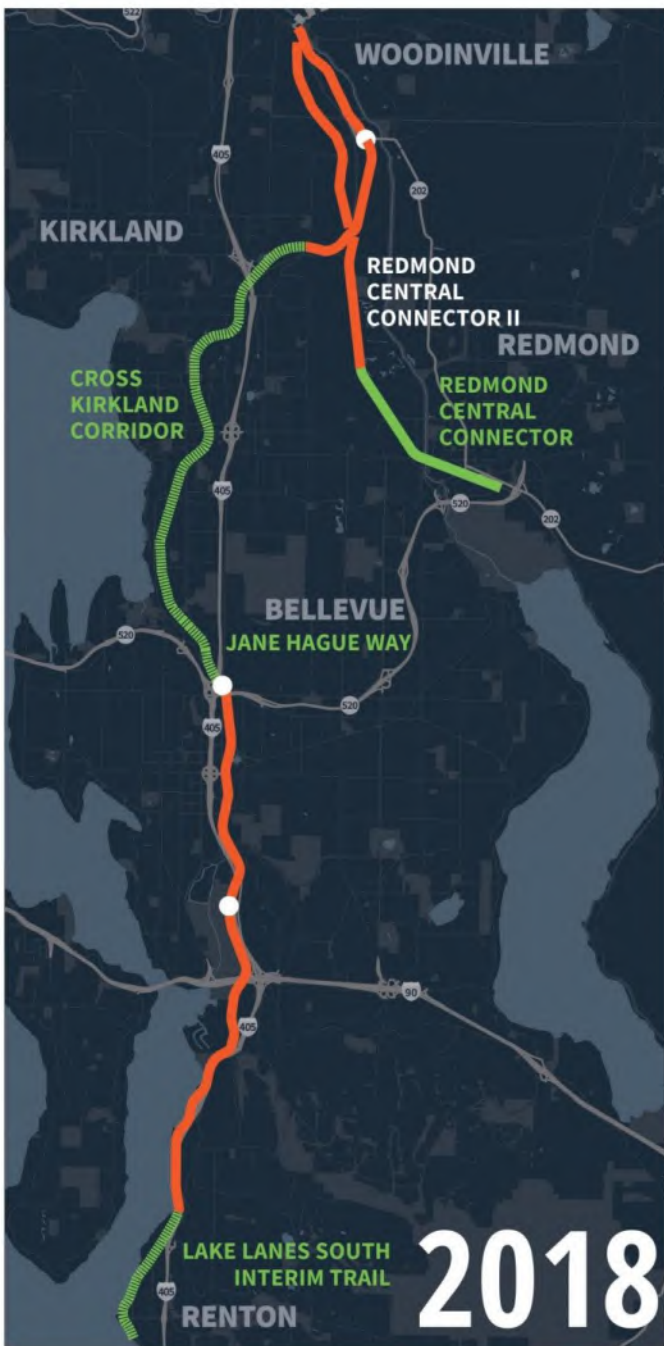 522
WOODINVILLE
405
202
KIRKLAND
REDMOND
CENTRAL
CONNECTOR II
REDMOND
CROSS
KIRKLAND
CORRIDOR
REDMOND
CENTRAL
CONNECTOR
405
520
202
BELLEVUE
JANE HAGUE WAY
520
520
405
90
405
LAKE LANES SOUTH
INTERIM TRAIL
405
RENTON
2018